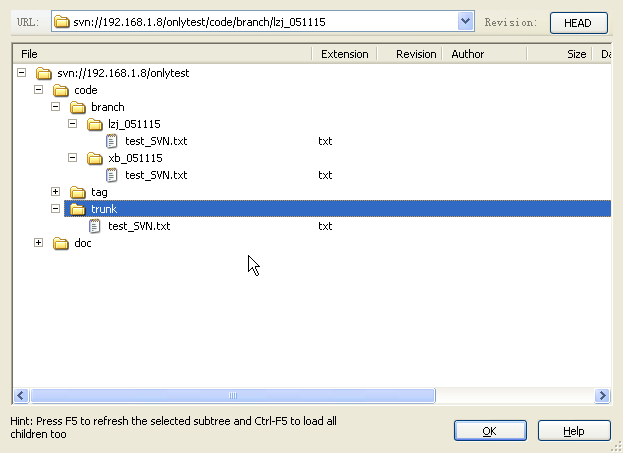 URL: svn://192.168.1.8/onlytest/code/branch/lzj_051115 Revision: HEAD
File Extension Revision Author Size Da
svn://192.168.1.8/onlytest
code
branch
lzj_051115
test_SVN.txt txt
xb_051115
test_SVN.txt txt
tag
trunk
test_SVN.txt txt
doc
Hint: Press F5 to refresh the selected subtree and Ctrl-F5 to load all
children too
OK Help